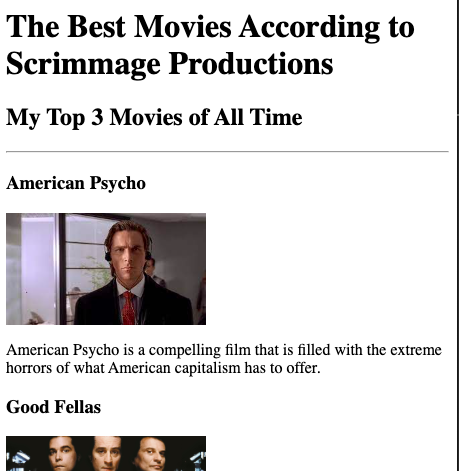 The Best Movies According to
Scrimmage Productions
My Top 3 Movies of All Time
American Psycho
American Psycho is a compelling film that is filled with the extreme
horrors of what American capitalism has to offer.
Good Fellas